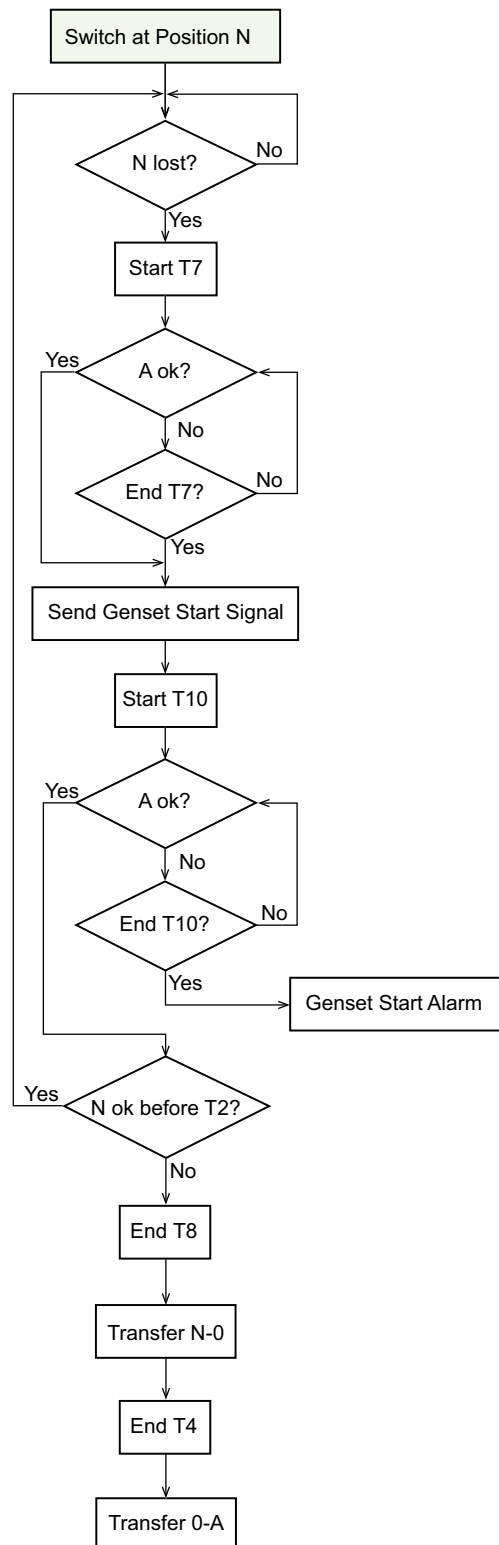 Switch at Position N
N lost?
No
Yes
Start T7
Yes
A ok?
No
End T7?
No
Yes
Send Genset Start Signal
Start T10
Yes
A ok?
No
End T10?
No
Yes
Genset Start Alarm
Yes
N ok before T2?
No
End T8
Transfer N-0
End T4
Transfer 0-A